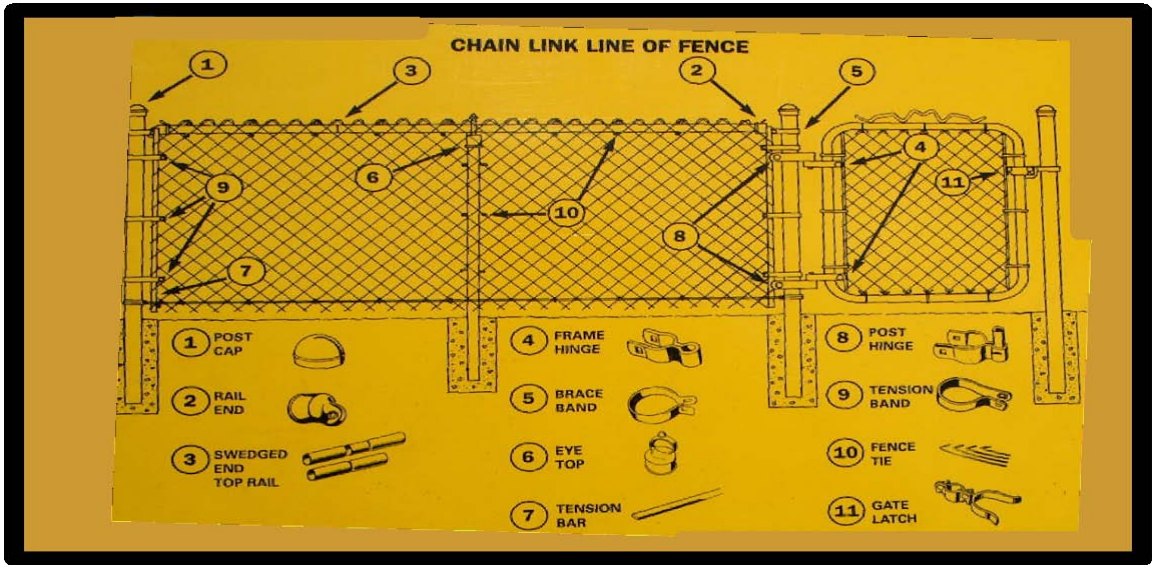 CHAIN LINK LINE OF FENCE
1
3
2
5
4
6
9
11
10
8
7
1 POST
CAP
2 RAIL
END
3 SWEDGED
END
TOP RAIL
4 FRAME
HINGE
5 BRACE
BAND
6 EYE
TOP
7 TENSION
BAR
8 POST
HINGE
9 TENSION
BAND
10 FENCE
TIE
11 GATE
LATCH